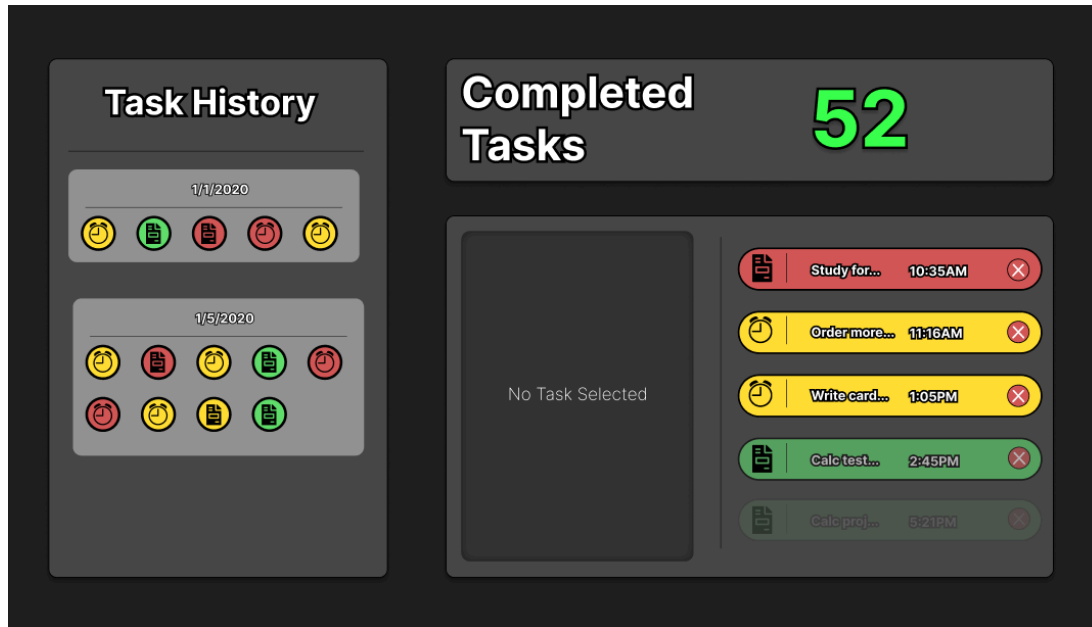 Task History
1/1/2020
1/5/2020
Completed
Tasks
52
No Task Selected
Study for... 10:35AM
Order more... 11:16AM
Write card... 1:05PM
Calc test... 2:45PM
Calc proj... 5:21PM